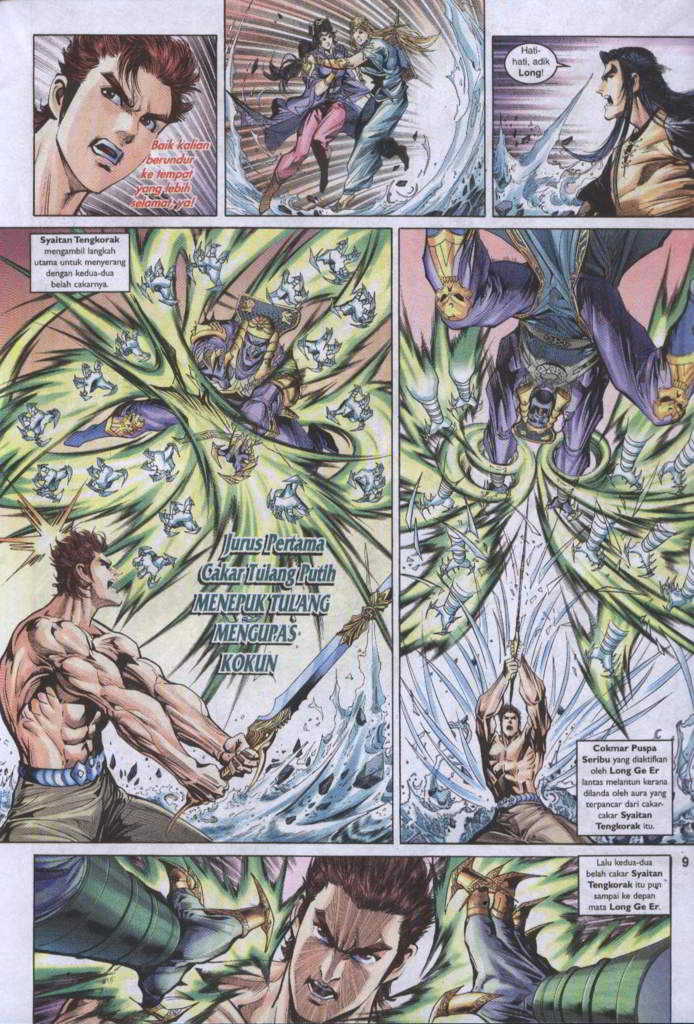 Baik kalian
berundur
ke tempat
yang lebih
selamat, ya!
Hati-
hati, adik
Long!
Syaitan Tengkorak
mengambil langkah
utama untuk menyerang
dengan kedua-dua
belah cakarnya.
Jurus Pertama
Cakar Tulang Putih
MENEPUK TULANG
MENGUPAS
KOKUN
Cokmar Puspa
Seribu yang diaktifkan
oleh Long Ge Er
lantas melantun kerana
dilanda oleh aura yang
terpancar dari cakar-
cakar Syaitan
Tengkorak itu.
9
Lalu kedua-dua
belah cakar Syaitan
Tengkorak itu pun
sampai ke depan
mata Long Ge Er.